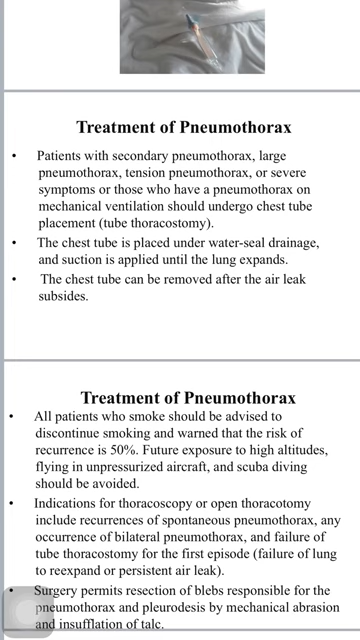 Treatment of Pneumothorax
• Patients with secondary pneumothorax, large
pneumothorax, tension pneumothorax, or severe
symptoms or those who have a pneumothorax on
mechanical ventilation should undergo chest tube
placement (tube thoracostomy).
• The chest tube is placed under water-seal drainage,
and suction is applied until the lung expands.
• The chest tube can be removed after the air leak
subsides.
Treatment of Pneumothorax
• All patients who smoke should be advised to
discontinue smoking and warned that the risk of
recurrence is 50%. Future exposure to high altitudes,
flying in unpressurized aircraft, and scuba diving
should be avoided.
• Indications for thoracoscopy or open thoracotomy
include recurrences of spontaneous pneumothorax, any
occurrence of bilateral pneumothorax, and failure of
tube thoracostomy for the first episode (failure of lung
to reexpand or persistent air leak).
• Surgery permits resection of blebs responsible for the
pneumothorax and pleurodesis by mechanical abrasion
and insufflation of talc.